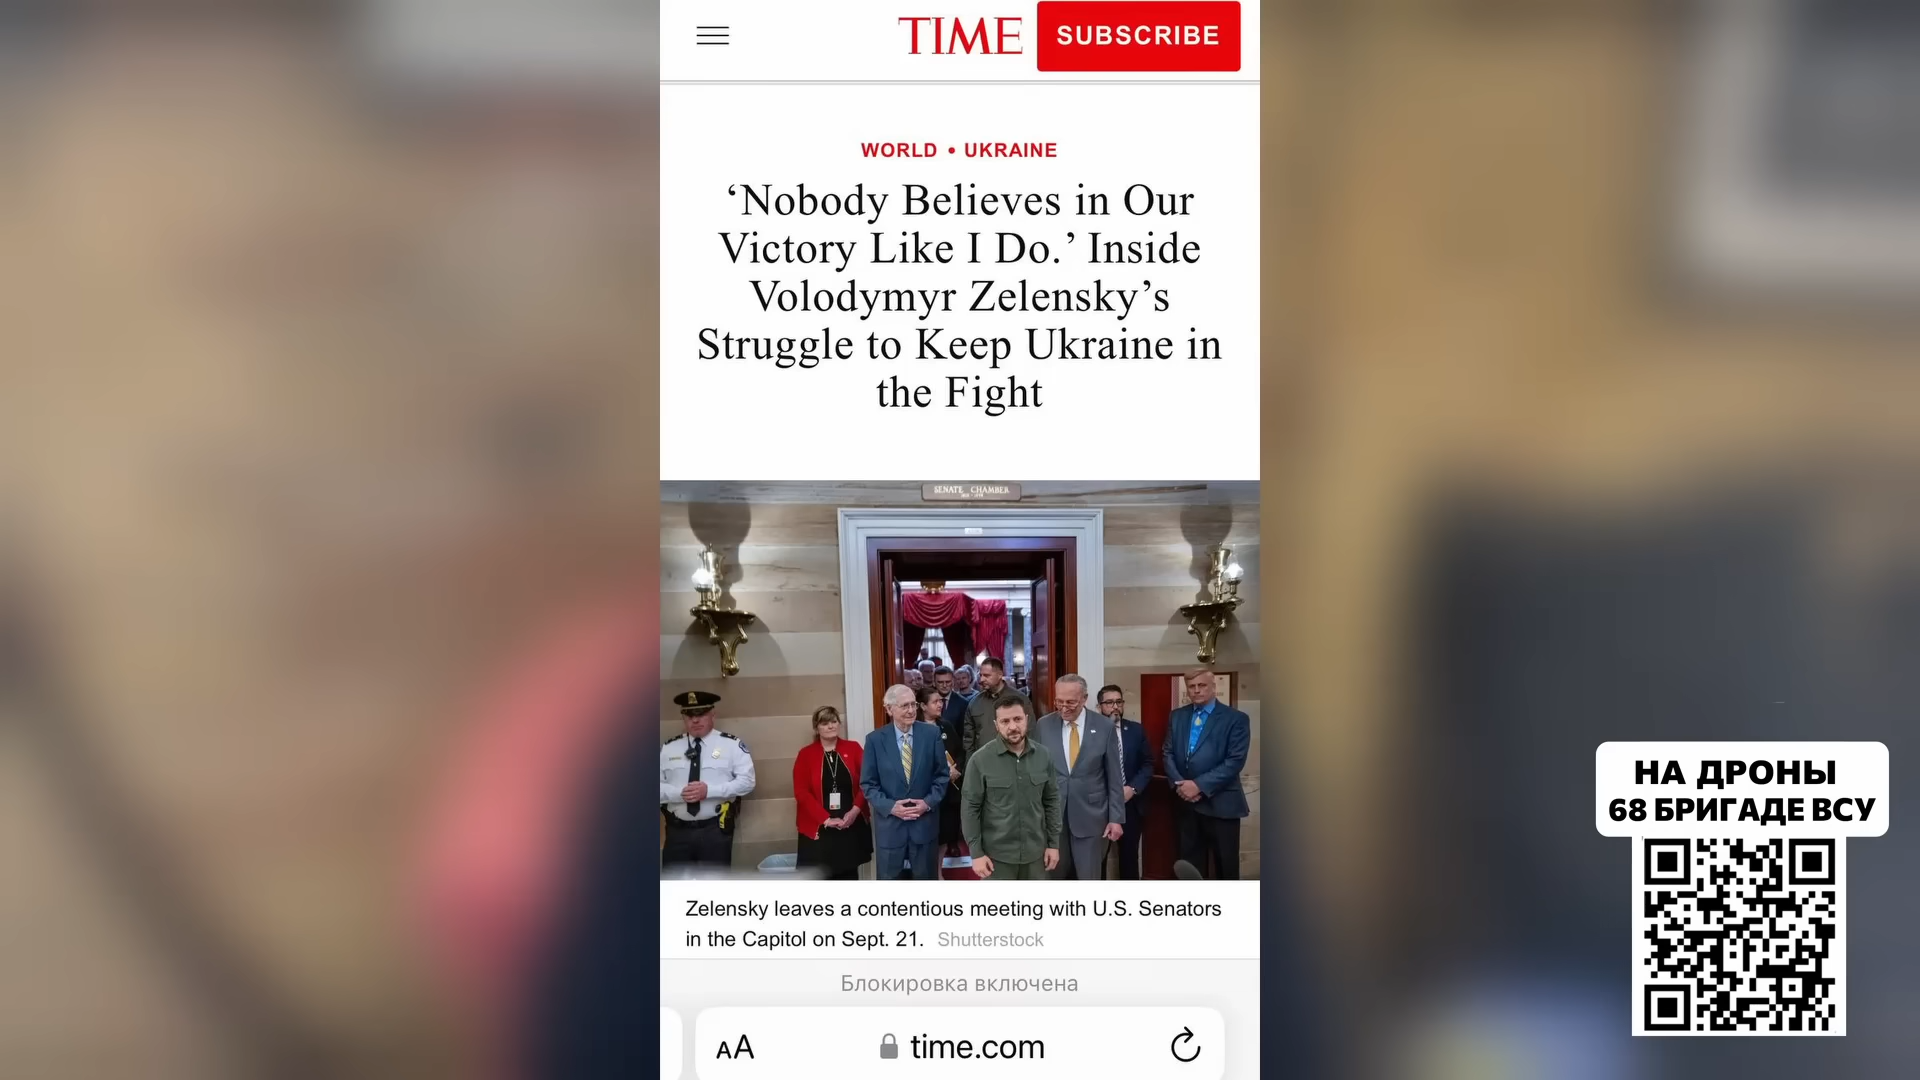 TIME
SUBSCRIBE
WORLD • UKRAINE
‘Nobody Believes in Our
Victory Like I Do.’ Inside
Volodymyr Zelensky’s
Struggle to Keep Ukraine in
the Fight
SENATE CHAMBER
Zelensky leaves a contentious meeting with U.S. Senators
in the Capitol on Sept. 21. Shutterstock
Блокировка включена
AA
time.com
НА ДРОНЫ
68 БРИГАДЕ ВСУ